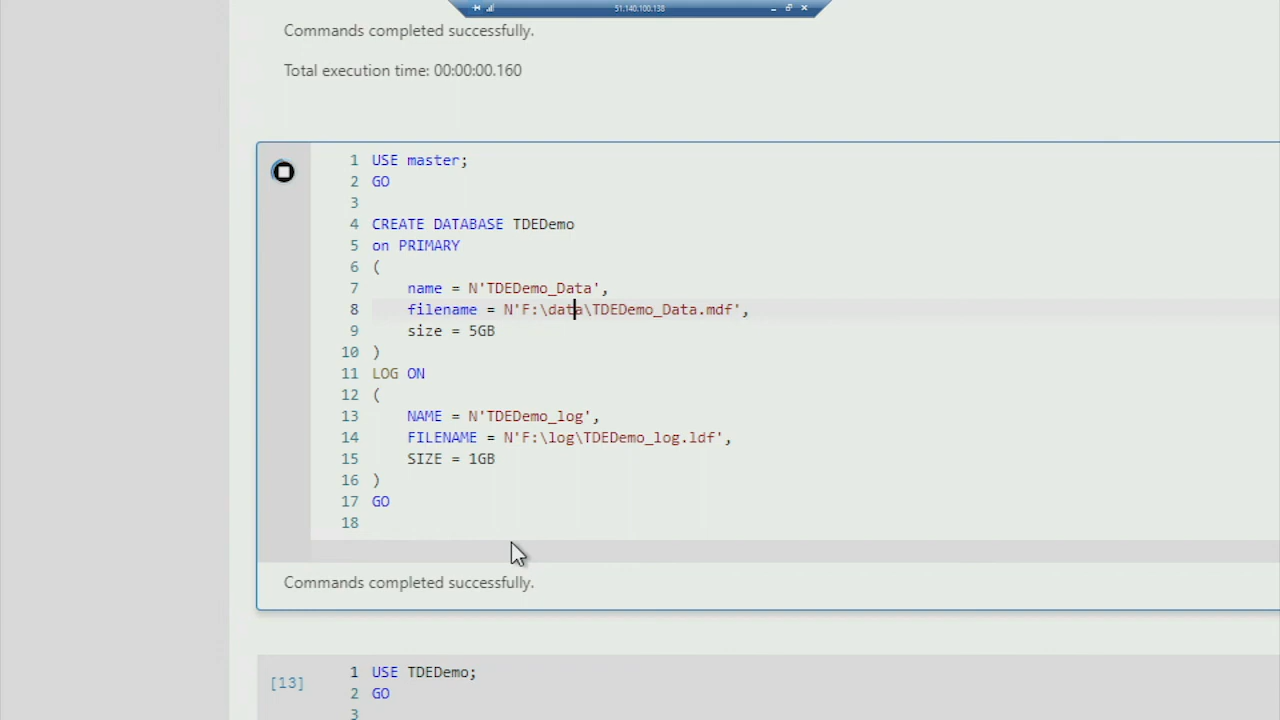 51.140.100.138
Commands completed successfully.
Total execution time: 00:00:00.160
1 USE master;
2 GO
3
4 CREATE DATABASE TDEDemo
5 on PRIMARY
6 (
7 name = N'TDEDemo_Data',
8 filename = N'F:\data\TDEDemo_Data.mdf',
9 size = 5GB
10 )
11 LOG ON
12 (
13 NAME = N'TDEDemo_log',
14 FILENAME = N'F:\log\TDEDemo_log.ldf',
15 SIZE = 1GB
16 )
17 GO
18
Commands completed successfully.
[13] 1 USE TDEDemo;
2 GO
3